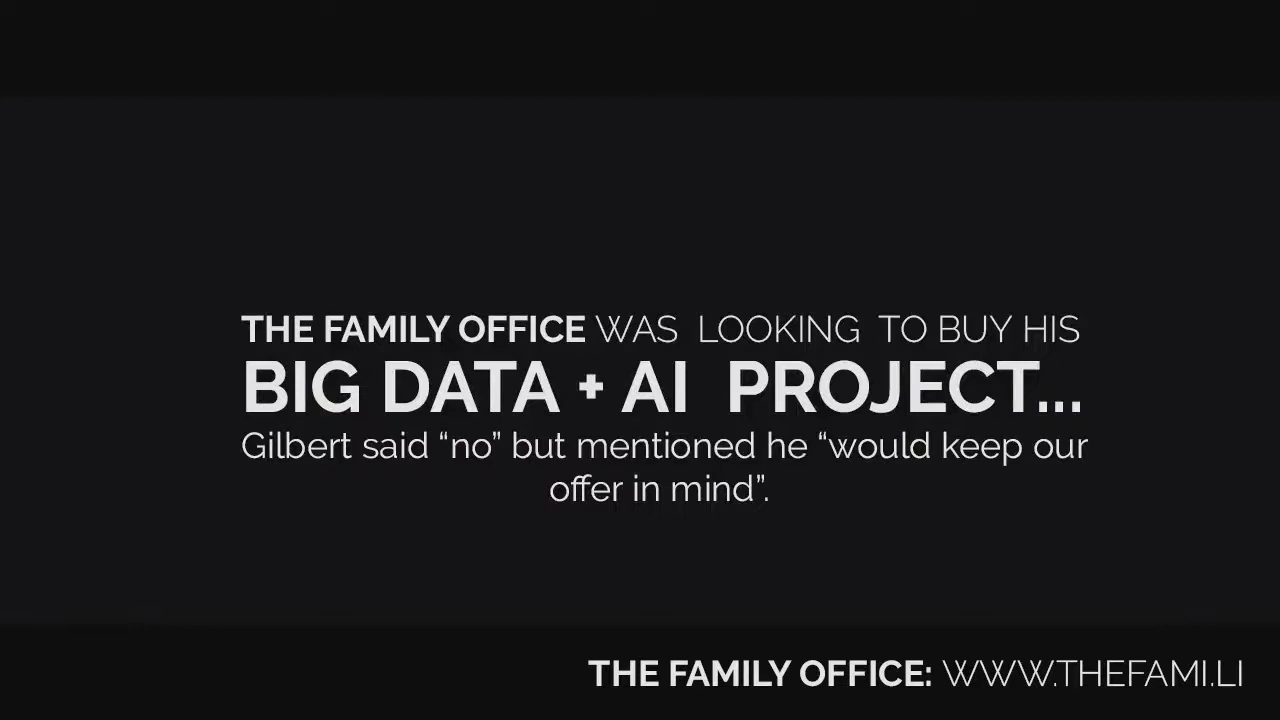 THE FAMILY OFFICE WAS LOOKING TO BUY HIS
BIG DATA + AI PROJECT...
Gilbert said “no” but mentioned he “would keep our
offer in mind”.
THE FAMILY OFFICE: WWW.THEFAMI.LI